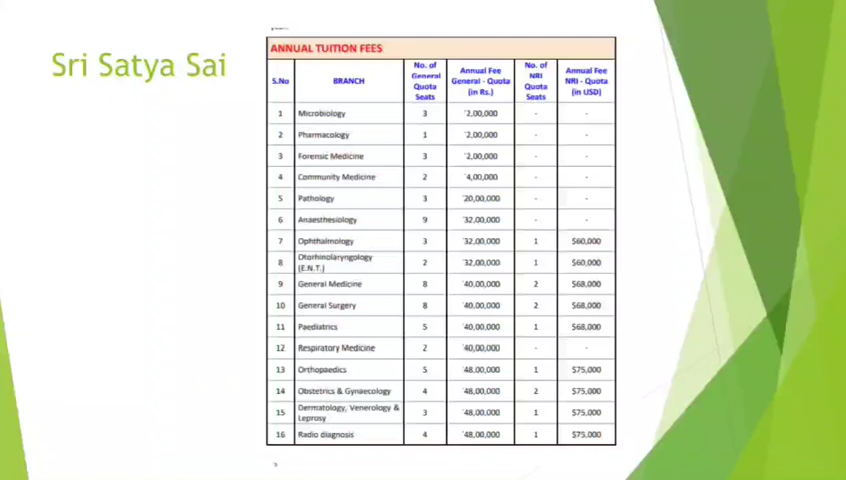 Sri Satya Sai
ANNUAL TUITION FEES
S.No BRANCH No. of General Quota Seats Annual Fee General - Quota (in Rs.) No. of NRI Quota Seats Annual Fee NRI - Quota (in USD)
1 Microbiology 3 `2,00,000 - -
2 Pharmacology 1 `2,00,000 - -
3 Forensic Medicine 3 `2,00,000 - -
4 Community Medicine 2 `4,00,000 - -
5 Pathology 3 `20,00,000 - -
6 Anaesthesiology 9 `32,00,000 - -
7 Ophthalmology 3 `32,00,000 1 $60,000
8 Otorhinolaryngology (E.N.T.) 2 `32,00,000 1 $60,000
9 General Medicine 8 `40,00,000 2 $68,000
10 General Surgery 8 `40,00,000 2 $68,000
11 Paediatrics 5 `40,00,000 1 $68,000
12 Respiratory Medicine 2 `40,00,000 - -
13 Orthopaedics 5 `48,00,000 1 $75,000
14 Obstetrics & Gynaecology 4 `48,00,000 2 $75,000
15 Dermatology, Venerology & Leprosy 3 `48,00,000 1 $75,000
16 Radio diagnosis 4 `48,00,000 1 $75,000